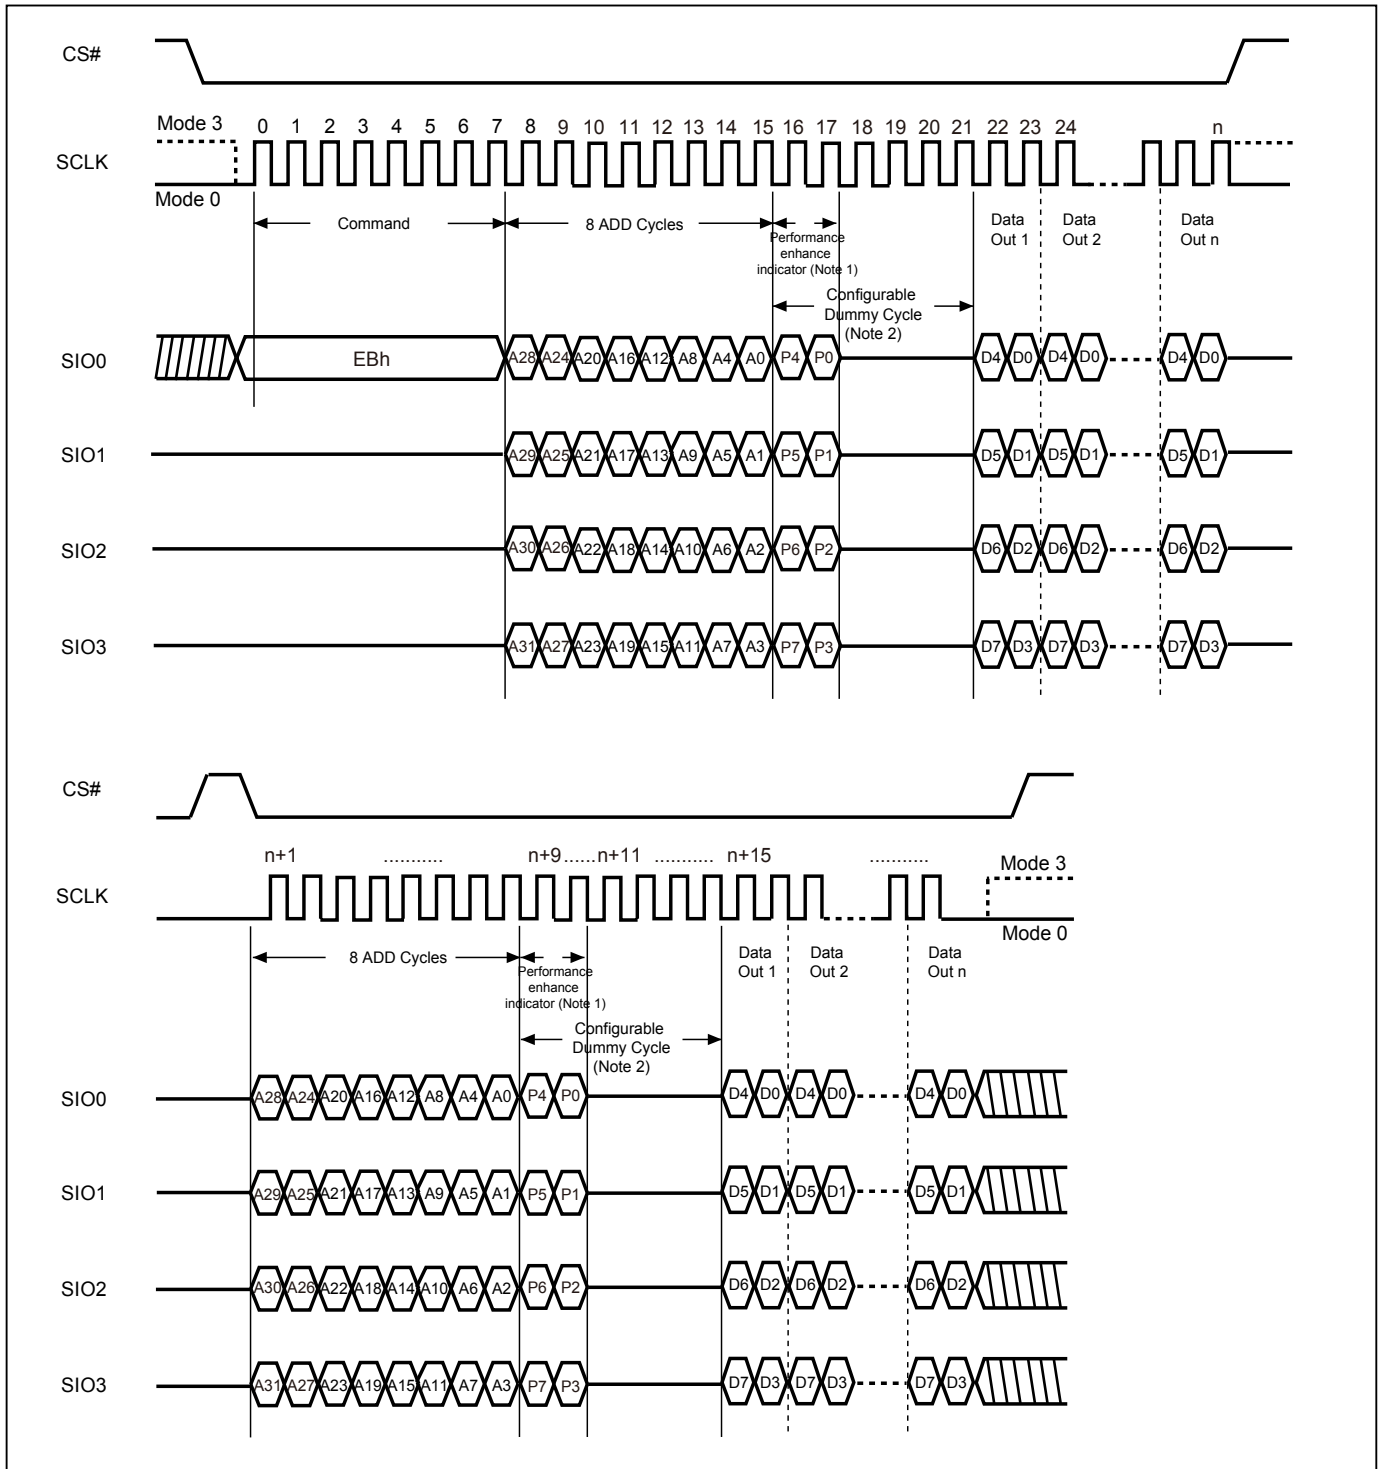 CS#
Mode 3
0 1 2 3 4 5 6 7 8 9 10 11 12 13 14 15 16 17 18 19 20 21 22 23 24 n
SCLK
Mode 0
Command
8 ADD Cycles
Performance
enhance
indicator (Note 1)
Data
Out 1
Data
Out 2
Data
Out n
Configurable
Dummy Cycle
(Note 2)
SIO0 EBh A28 A24 A20 A16 A12 A8 A4 A0 P4 P0 D4 D0 D4 D0 D4 D0
SIO1 A29 A25 A21 A17 A13 A9 A5 A1 P5 P1 D5 D1 D5 D1 D5 D1
SIO2 A30 A26 A22 A18 A14 A10 A6 A2 P6 P2 D6 D2 D6 D2 D6 D2
SIO3 A31 A27 A23 A19 A15 A11 A7 A3 P7 P3 D7 D3 D7 D3 D7 D3
CS#
n+1 ........... n+9......n+11 ........... n+15 ...........
Mode 3
SCLK
Mode 0
8 ADD Cycles
Performance
enhance
indicator (Note 1)
Data
Out 1
Data
Out 2
Data
Out n
Configurable
Dummy Cycle
(Note 2)
SIO0 A28 A24 A20 A16 A12 A8 A4 A0 P4 P0 D4 D0 D4 D0 D4 D0
SIO1 A29 A25 A21 A17 A13 A9 A5 A1 P5 P1 D5 D1 D5 D1 D5 D1
SIO2 A30 A26 A22 A18 A14 A10 A6 A2 P6 P2 D6 D2 D6 D2 D6 D2
SIO3 A31 A27 A23 A19 A15 A11 A7 A3 P7 P3 D7 D3 D7 D3 D7 D3